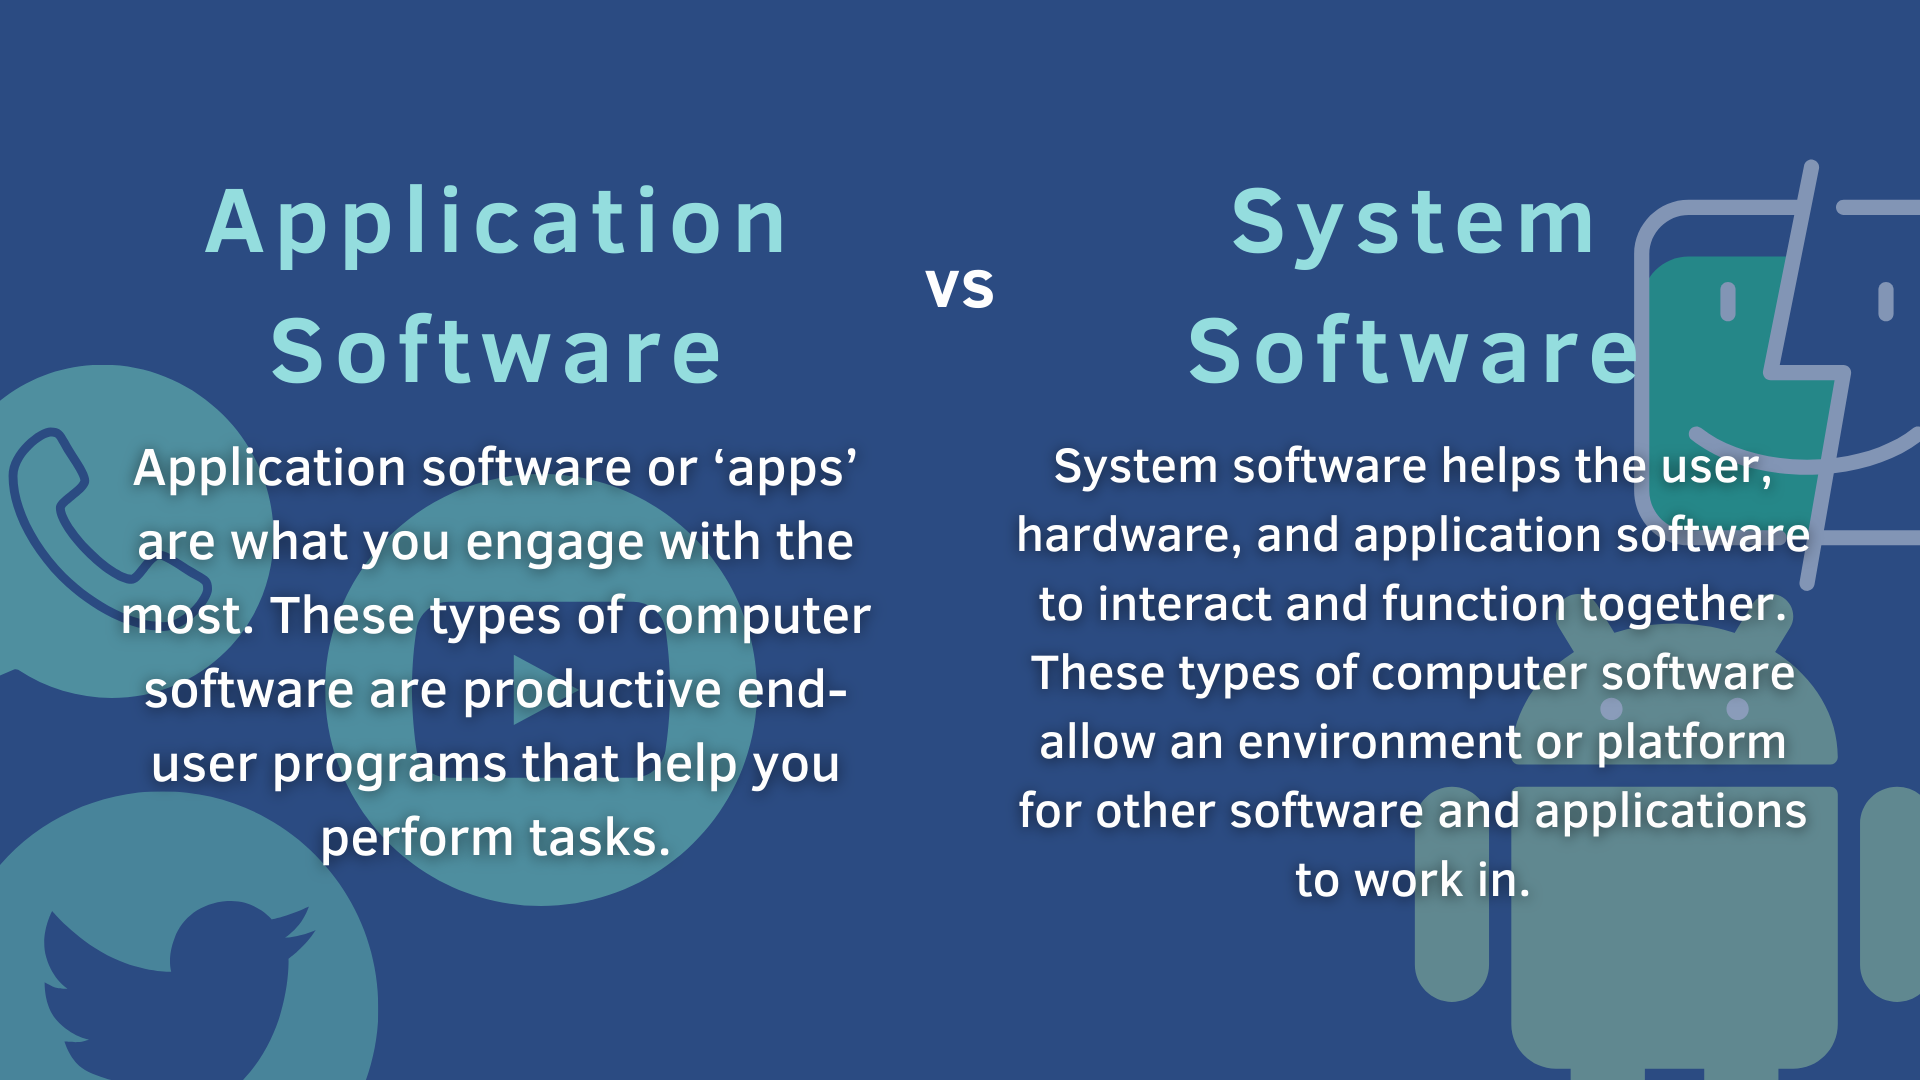 Application
Software
vs
System
Software
Application software or ‘apps’
are what you engage with the
most. These types of computer
software are productive end-
user programs that help you
perform tasks.
System software helps the user,
hardware, and application software
to interact and function together.
These types of computer software
allow an environment or platform
for other software and applications
to work in.